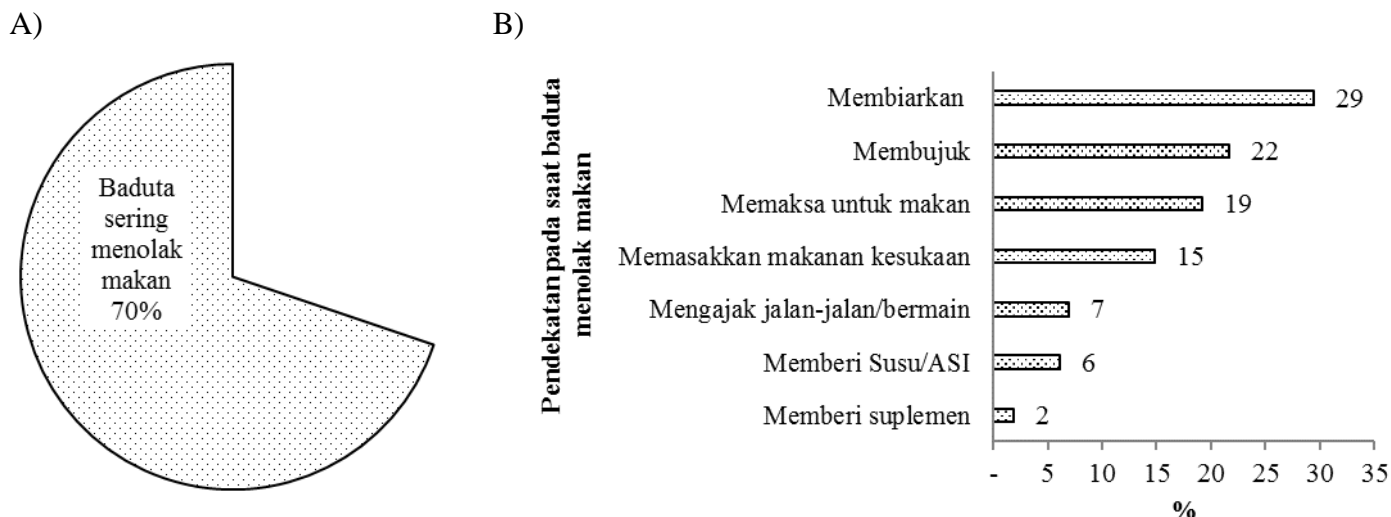 A)
Baduta
sering
menolak
makan
70%
B)
Pendekatan pada saat baduta
menolak makan
Membiarkan 29
Membujuk 22
Memaksa untuk makan 19
Memasakkan makanan kesukaan 15
Mengajak jalan-jalan/bermain 7
Memberi Susu/ASI 6
Memberi suplemen 2
- 5 10 15 20 25 30 35
%